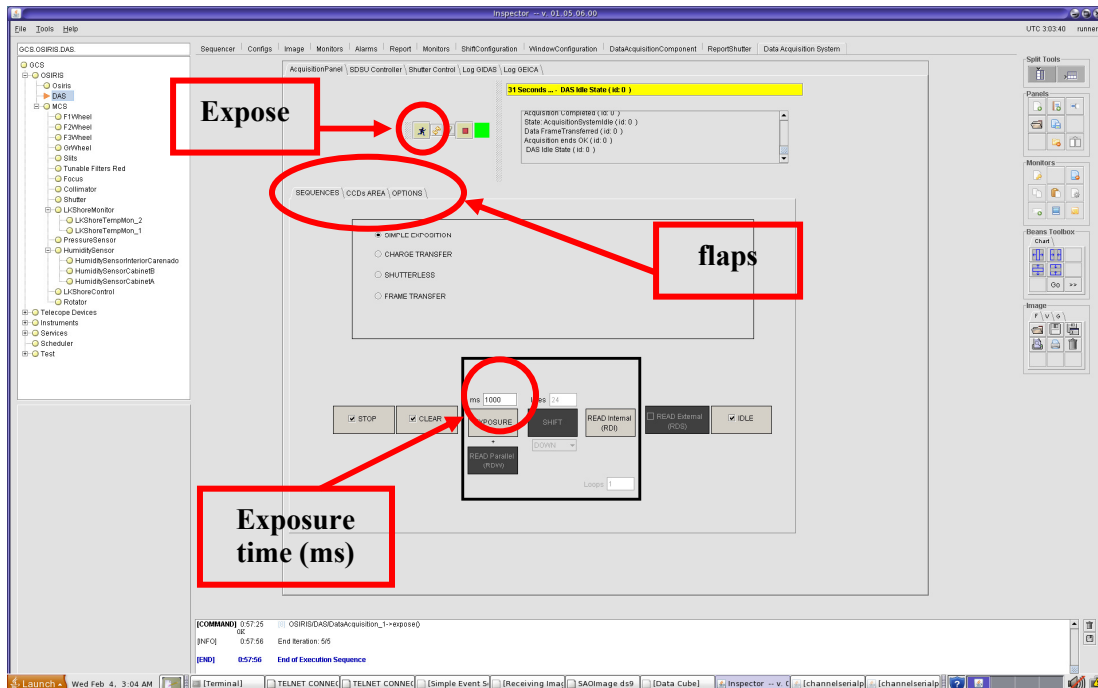 Inspector -- v. 01.05.06.00
File Tools Help
UTC 3:03:40 runner
GCS.OSIRIS.DAS.
Sequencer Configs Image Monitors Alarms Report Monitors ShiftConfiguration WindowConfiguration DataAcquisitionComponent ReportShutter Data Acquisition System
GCS
OSIRIS
Osiris
DAS
MCS
F1Wheel
F2Wheel
F3Wheel
GrWheel
Slits
Tunable Filters Red
Focus
Collimator
Shutter
LKShoreMonitor
LKShoreTempMon_2
LKShoreTempMon_1
PressureSensor
HumiditySensor
HumiditySensorInteriorCarenado
HumiditySensorCabinetB
HumiditySensorCabinetA
LKShoreControl
Rotator
Telecope Devices
Instruments
Services
Scheduler
Test
AcquisitionPanel SDSU Controller Shutter Control Log GIDAS Log GEICA
31 Seconds ... - DAS Idle State ( id: 0 )
Acquisition Completed ( id: 0 )
State: AcquisitionSystemIdle ( id: 0 )
Data FrameTransferred ( id: 0 )
Acquisition ends OK ( id: 0 )
DAS Idle State ( id: 0 )
Expose
SEQUENCES CCDs AREA OPTIONS
SIMPLE EXPOSITION
CHARGE TRANSFER
SHUTTERLESS
FRAME TRANSFER
flaps
ms 1000
24
STOP
CLEAR
EXPOSURE
SHIFT
READ Internal
(RDI)
READ External
(RDS)
IDLE
+
DOWN
READ Parallel
(RDW)
Loops 1
Exposure
time (ms)
Split Tools
Panels
Monitors
Beans Toolbox
Chart
Go >>
Image
F V G
[COMMAND] 0:57:25 OSIRIS/DAS/DataAcquisition_1->expose()
OK
[INFO] 0:57:56 End Iteration: 5/5
[END] 0:57:56 End of Execution Sequence
Launch Wed Feb 4, 3:04 AM [Terminal] TELNET CONNEC TELNET CONNEC [Simple Event S [Receiving Imag SAOImage ds9 [Data Cube] Inspector -- v. 0 [channelserialp [channelserialp